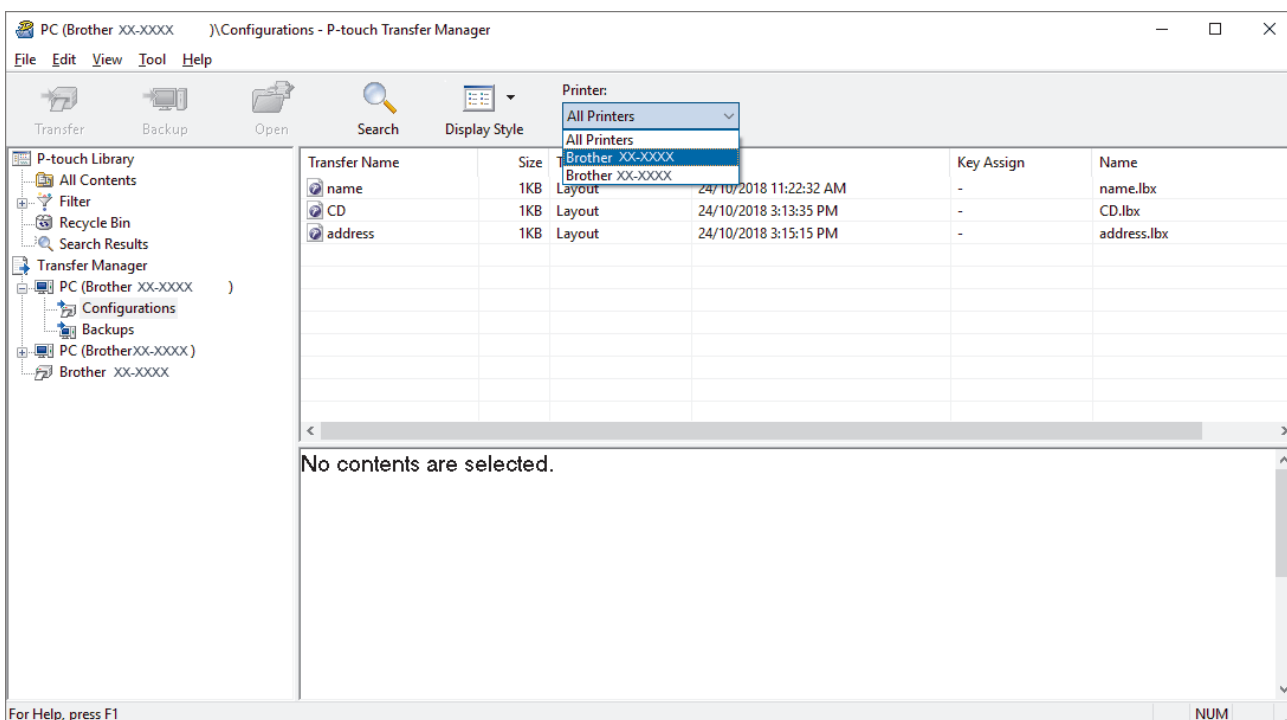 PC (Brother XX-XXXX )\Configurations - P-touch Transfer Manager
File Edit View Tool Help
Printer:
All Printers
Transfer Backup Open Search Display Style
All Printers
Brother XX-XXXX
Brother XX-XXXX
P-touch Library
All Contents
Filter
Recycle Bin
Search Results
Transfer Manager
PC (Brother XX-XXXX )
Configurations
Backups
PC (BrotherXX-XXXX)
Brother XX-XXXX
Transfer Name Size Key Assign Name
name 1KB Layout 24/10/2018 11:22:32 AM - name.lbx
CD 1KB Layout 24/10/2018 3:13:35 PM - CD.lbx
address 1KB Layout 24/10/2018 3:15:15 PM - address.lbx
No contents are selected.
For Help, press F1 NUM